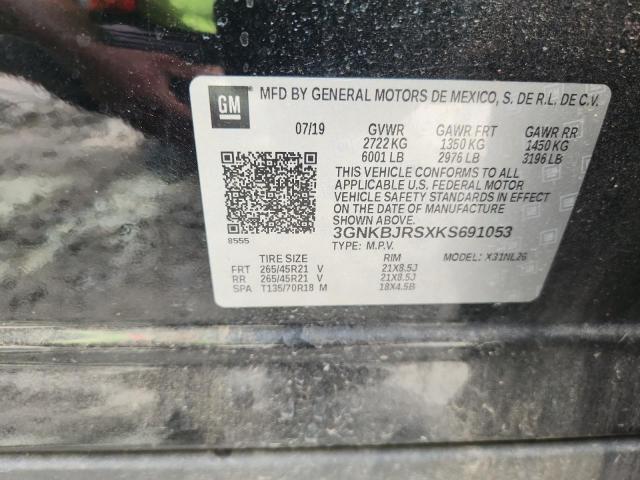 GM MFD BY GENERAL MOTORS DE MEXICO, S. DE R.L. DE C.V.
07/19 GVWR GAWR FRT GAWR RR
2722 KG 1350 KG 1450 KG
6001 LB 2976 LB 3196 LB
THIS VEHICLE CONFORMS TO ALL
APPLICABLE U.S. FEDERAL MOTOR
VEHICLE SAFETY STANDARDS IN EFFECT
ON THE DATE OF MANUFACTURE
SHOWN ABOVE.
8555
3GNKBJRSXKS691053
TYPE: M.P.V. MODEL: X31NL26
TIRE SIZE RIM
FRT 265/45R21 V 21X8.5J
RR 265/45R21 V 21X8.5J
SPA T135/70R18 M 18X4.5B